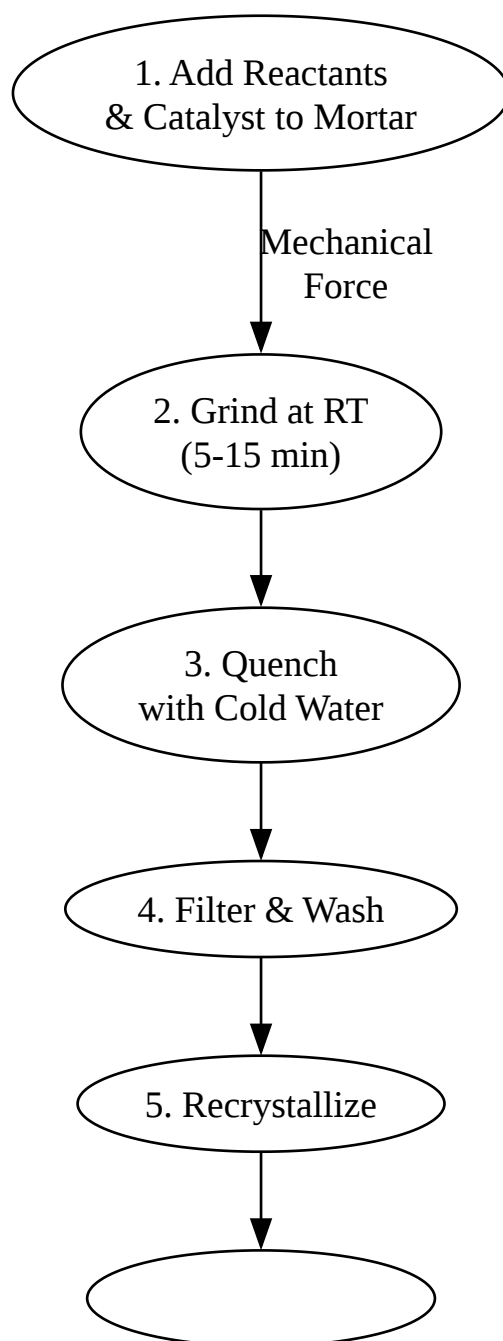 1. Add Reactants
& Catalyst to Mortar
Mechanical
Force
2. Grind at RT
(5-15 min)
3. Quench
with Cold Water
4. Filter & Wash
5. Recrystallize